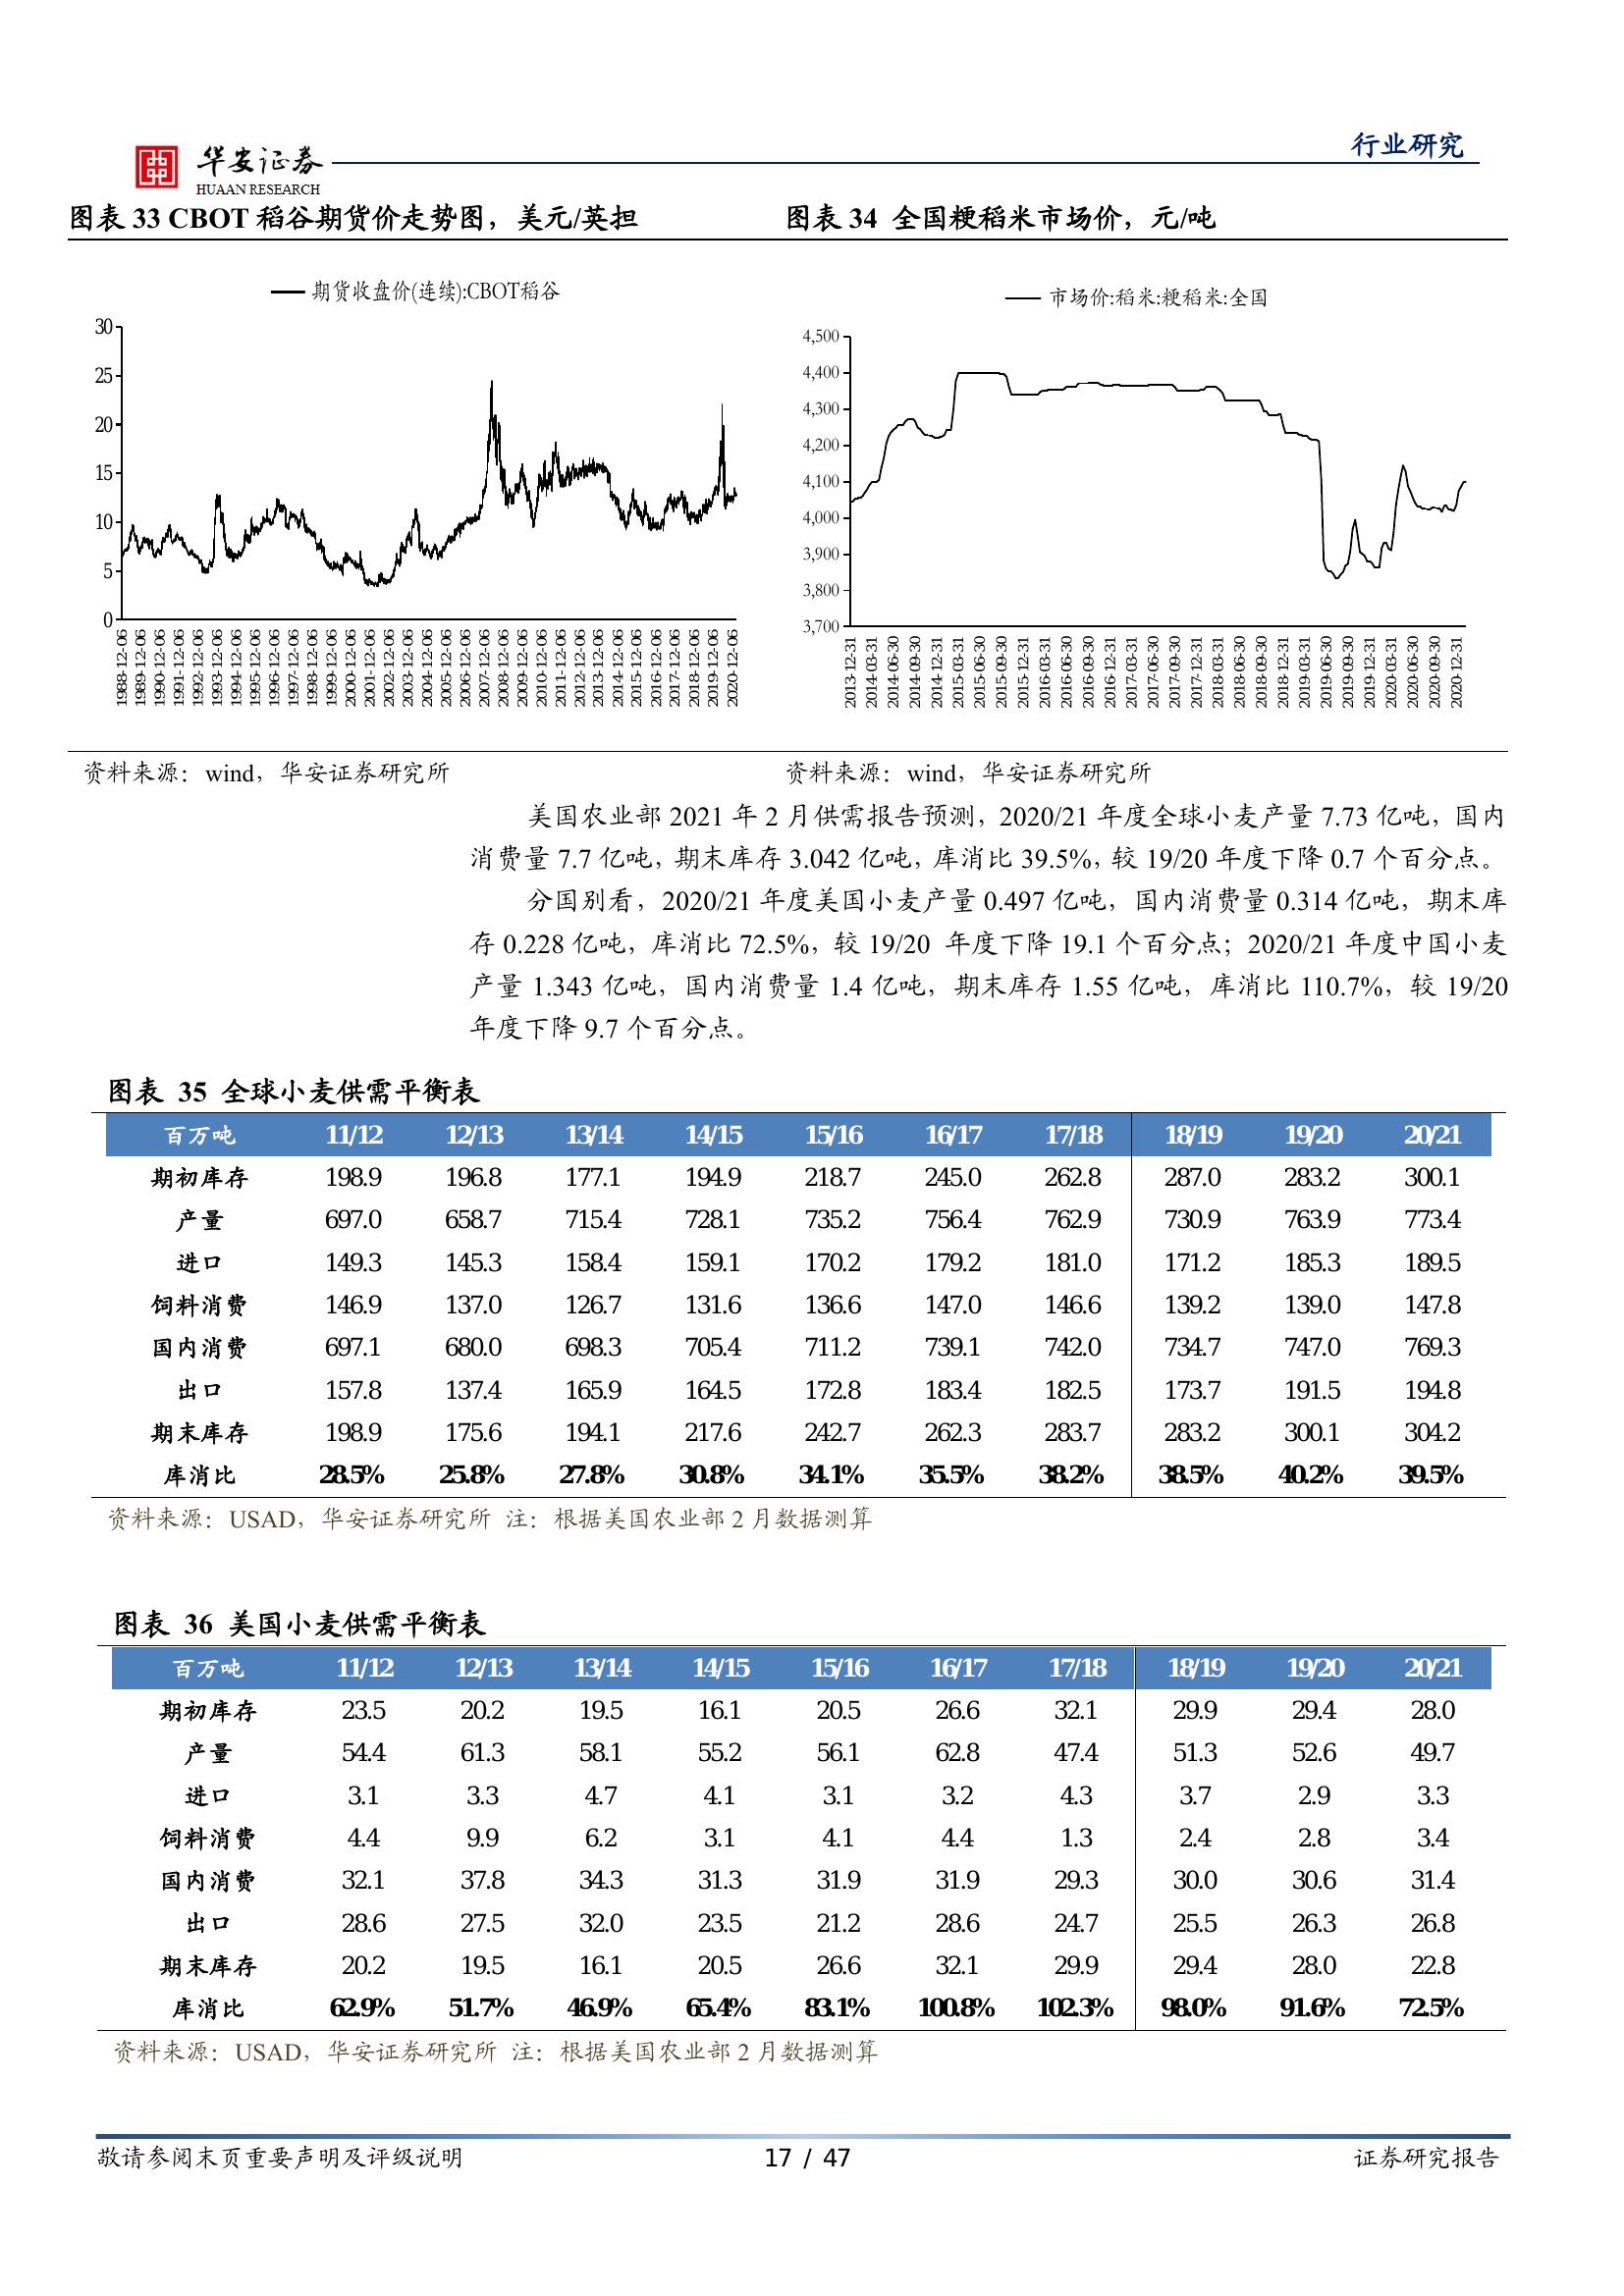 华安证券
HUAAN RESEARCH
行业研究
图表 33 CBOT 稻谷期货价走势图，美元/英担
图表 34 全国粳稻米市场价，元/吨
期货收盘价(连续):CBOT稻谷
30
25
20
15
10
5
0
1988-12-06
1989-12-06
1990-12-06
1991-12-06
1992-12-06
1993-12-06
1994-12-06
1995-12-06
1996-12-06
1997-12-06
1998-12-06
1999-12-06
2000-12-06
2001-12-06
2002-12-06
2003-12-06
2004-12-06
2005-12-06
2006-12-06
2007-12-06
2008-12-06
2009-12-06
2010-12-06
2011-12-06
2012-12-06
2013-12-06
2014-12-06
2015-12-06
2016-12-06
2017-12-06
2018-12-06
2019-12-06
2020-12-06
市场价:稻米:粳稻米:全国
4,500
4,400
4,300
4,200
4,100
4,000
3,900
3,800
3,700
2013-12-31
2014-03-31
2014-06-30
2014-09-30
2014-12-31
2015-03-31
2015-06-30
2015-09-30
2015-12-31
2016-03-31
2016-06-30
2016-09-30
2016-12-31
2017-03-31
2017-06-30
2017-09-30
2017-12-31
2018-03-31
2018-06-30
2018-09-30
2018-12-31
2019-03-31
2019-06-30
2019-09-30
2019-12-31
2020-03-31
2020-06-30
2020-09-30
2020-12-31
资料来源：wind，华安证券研究所
资料来源：wind，华安证券研究所
美国农业部 2021 年 2 月供需报告预测，2020/21 年度全球小麦产量 7.73 亿吨，国内
消费量 7.7 亿吨，期末库存 3.042 亿吨，库消比 39.5%，较 19/20 年度下降 0.7 个百分点。
分国别看，2020/21 年度美国小麦产量 0.497 亿吨，国内消费量 0.314 亿吨，期末库
存 0.228 亿吨，库消比 72.5%，较 19/20 年度下降 19.1 个百分点；2020/21 年度中国小麦
产量 1.343 亿吨，国内消费量 1.4 亿吨，期末库存 1.55 亿吨，库消比 110.7%，较 19/20
年度下降 9.7 个百分点。
图表 35 全球小麦供需平衡表
百万吨 11/12 12/13 13/14 14/15 15/16 16/17 17/18 18/19 19/20 20/21
期初库存 198.9 196.8 177.1 194.9 218.7 245.0 262.8 287.0 283.2 300.1
产量 697.0 658.7 715.4 728.1 735.2 756.4 762.9 730.9 763.9 773.4
进口 149.3 145.3 158.4 159.1 170.2 179.2 181.0 171.2 185.3 189.5
饲料消费 146.9 137.0 126.7 131.6 136.6 147.0 146.6 139.2 139.0 147.8
国内消费 697.1 680.0 698.3 705.4 711.2 739.1 742.0 734.7 747.0 769.3
出口 157.8 137.4 165.9 164.5 172.8 183.4 182.5 173.7 191.5 194.8
期末库存 198.9 175.6 194.1 217.6 242.7 262.3 283.7 283.2 300.1 304.2
库消比 28.5% 25.8% 27.8% 30.8% 34.1% 35.5% 38.2% 38.5% 40.2% 39.5%
资料来源：USAD，华安证券研究所 注：根据美国农业部 2 月数据测算
图表 36 美国小麦供需平衡表
百万吨 11/12 12/13 13/14 14/15 15/16 16/17 17/18 18/19 19/20 20/21
期初库存 23.5 20.2 19.5 16.1 20.5 26.6 32.1 29.9 29.4 28.0
产量 54.4 61.3 58.1 55.2 56.1 62.8 47.4 51.3 52.6 49.7
进口 3.1 3.3 4.7 4.1 3.1 3.2 4.3 3.7 2.9 3.3
饲料消费 4.4 9.9 6.2 3.1 4.1 4.4 1.3 2.4 2.8 3.4
国内消费 32.1 37.8 34.3 31.3 31.9 31.9 29.3 30.0 30.6 31.4
出口 28.6 27.5 32.0 23.5 21.2 28.6 24.7 25.5 26.3 26.8
期末库存 20.2 19.5 16.1 20.5 26.6 32.1 29.9 29.4 28.0 22.8
库消比 62.9% 51.7% 46.9% 65.4% 83.1% 100.8% 102.3% 98.0% 91.6% 72.5%
资料来源：USAD，华安证券研究所 注：根据美国农业部 2 月数据测算
敬请参阅末页重要声明及评级说明
17 / 47
证券研究报告